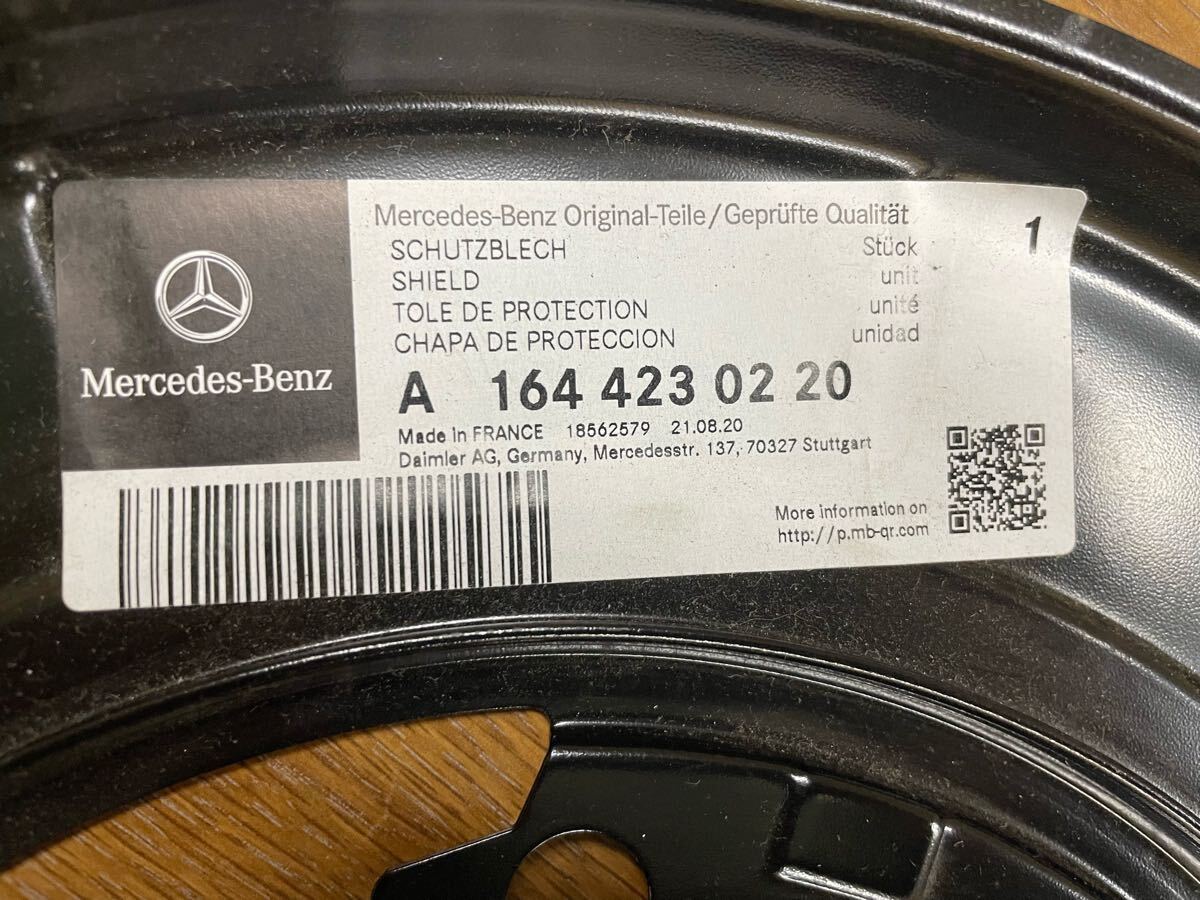 Mercedes-Benz
Mercedes-Benz Original-Teile/Geprüfte Qualität
SCHUTZBLECH Stück 1
SHIELD unit
TOLE DE PROTECTION unité
CHAPA DE PROTECCION unidad
A 164 423 02 20
Made in FRANCE 18562579 21.08.20
Daimler AG, Germany, Mercedesstr. 137, 70327 Stuttgart
More information on
http://p.mb-qr.com